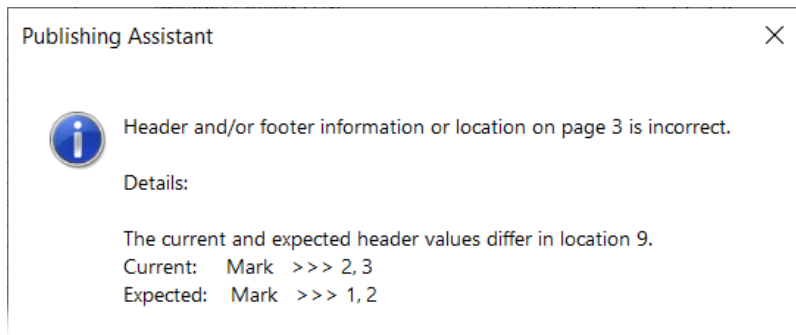 Publishing Assistant
Header and/or footer information or location on page 3 is incorrect.
Details:
The current and expected header values differ in location 9.
Current: Mark >>> 2, 3
Expected: Mark >>> 1, 2